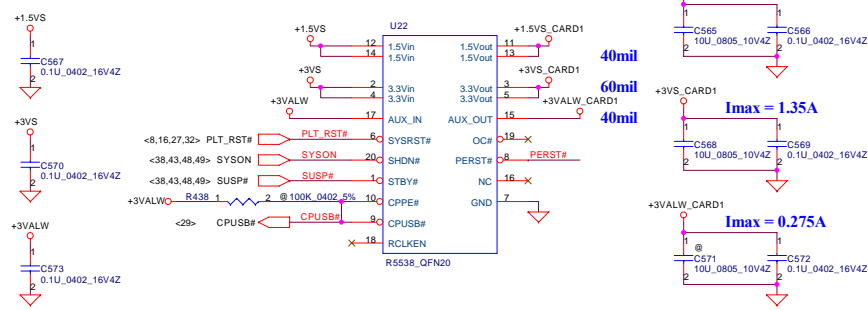 +1.5VS
1
C567
0.1U_0402_16V4Z
2
+3VS
1
C570
0.1U_0402_16V4Z
2
+3VALW
1
C573
0.1U_0402_16V4Z
2
U22
+1.5VS
12 1.5Vin 1.5Vout 11
14 1.5Vin 1.5Vout 13
+1.5VS_CARD1
40mil
+3VS
2 3.3Vin 3.3Vout 3
4 3.3Vin 3.3Vout 5
+3VS_CARD1
60mil
+3VALW
17 AUX_IN AUX_OUT 15
+3VALW_CARD1
40mil
<8,16,27,32> PLT_RST# PLT_RST# 6 SYSRST# OC# 19
<38,43,48,49> SYSON SYSON 20 SHDN# PERST# 8 PERST#
<38,43,48,49> SUSP# SUSP# 1 STBY# NC 16
+3VALW R438 1 2 @100K_0402_5% 10 CPPE# GND 7
<29> CPUSB# CPUSB# 9 CPUSB#
18 RCLKEN
R5538_QFN20
1 1
C565 C566
10U_0805_10V4Z 0.1U_0402_16V4Z
2 2
+3VS_CARD1
Imax = 1.35A
1 1
C568 C569
10U_0805_10V4Z 0.1U_0402_16V4Z
2 2
+3VALW_CARD1
Imax = 0.275A
1 @ 1
C571 C572
10U_0805_10V4Z 0.1U_0402_16V4Z
2 2